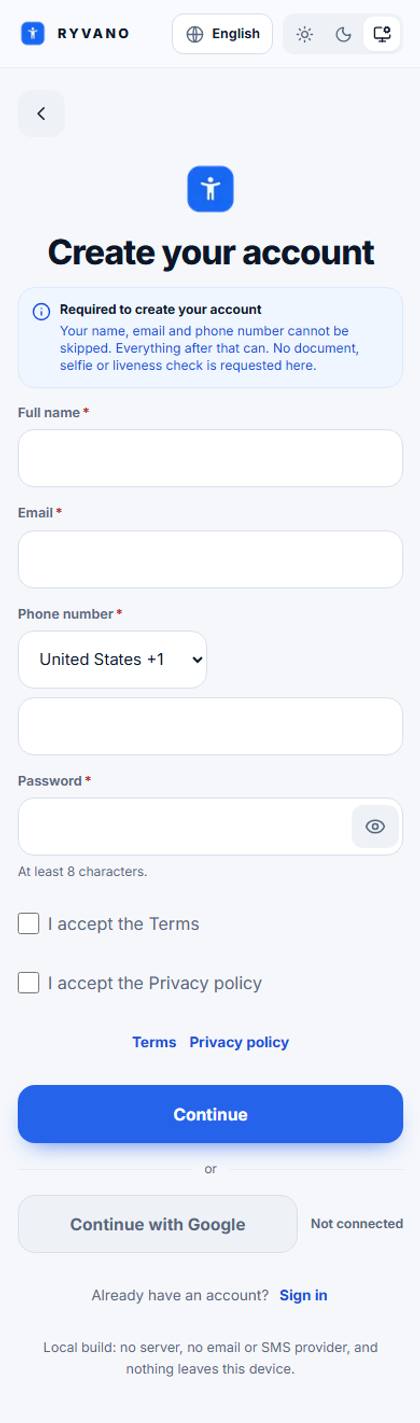 RYVANO
English
Create your account
Required to create your account
Your name, email and phone number cannot be
skipped. Everything after that can. No document,
selfie or liveness check is requested here.
Full name *
Email *
Phone number *
United States +1
Password *
At least 8 characters.
I accept the Terms
I accept the Privacy policy
Terms Privacy policy
Continue
or
Continue with Google
Not connected
Already have an account? Sign in
Local build: no server, no email or SMS provider, and
nothing leaves this device.